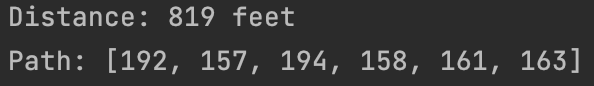 Distance: 819 feet
Path: [192, 157, 194, 158, 161, 163]